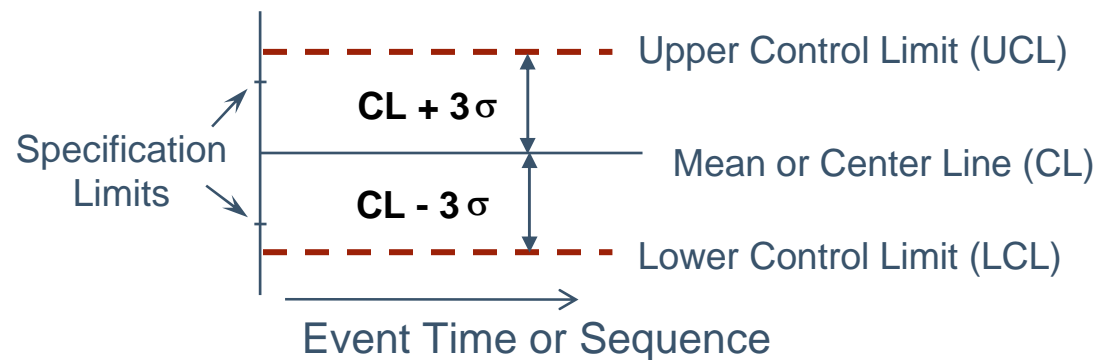 Upper Control Limit (UCL)
CL + 3σ
Specification
Limits
Mean or Center Line (CL)
CL - 3σ
Lower Control Limit (LCL)
Event Time or Sequence